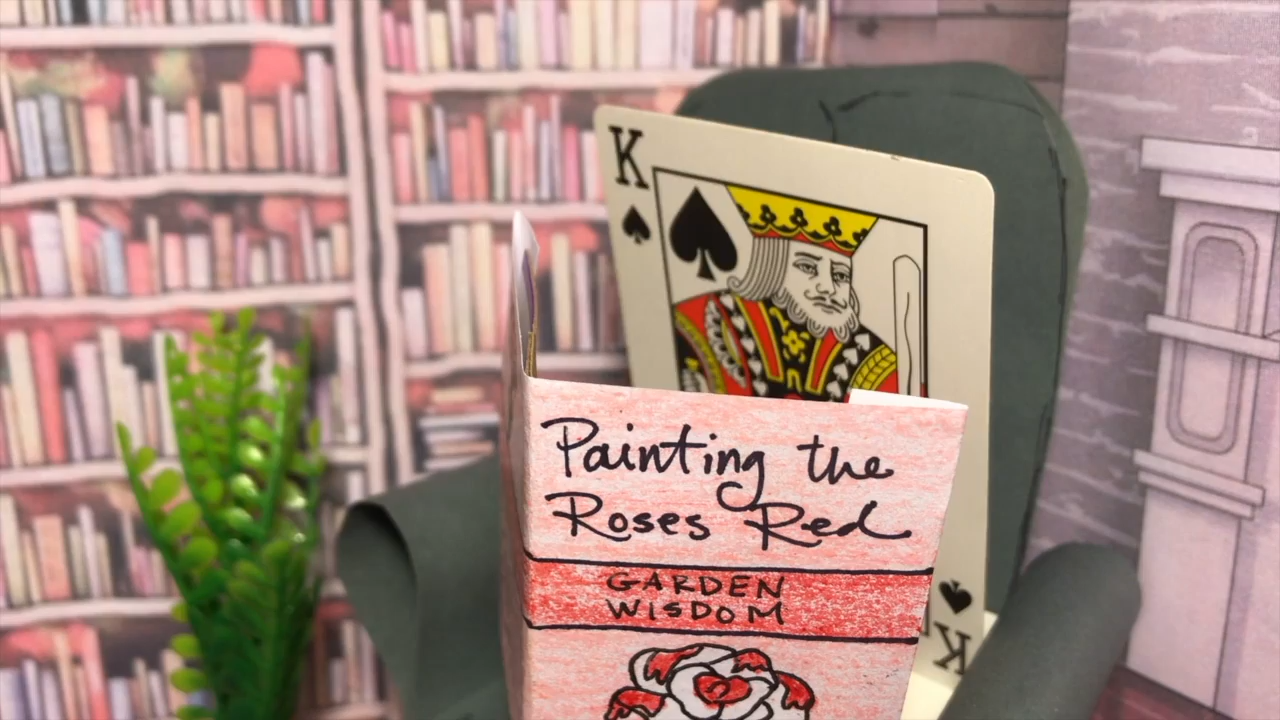 K
Painting the
Roses Red
GARDEN
WISDOM
K